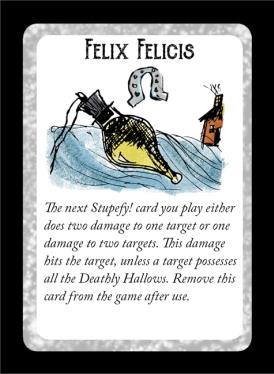 Felix Felicis
The next Stupefy! card you play either
does two damage to one target or one
damage to two targets. This damage
hits the target, unless a target possesses
all the Deathly Hallows. Remove this
card from the game after use.